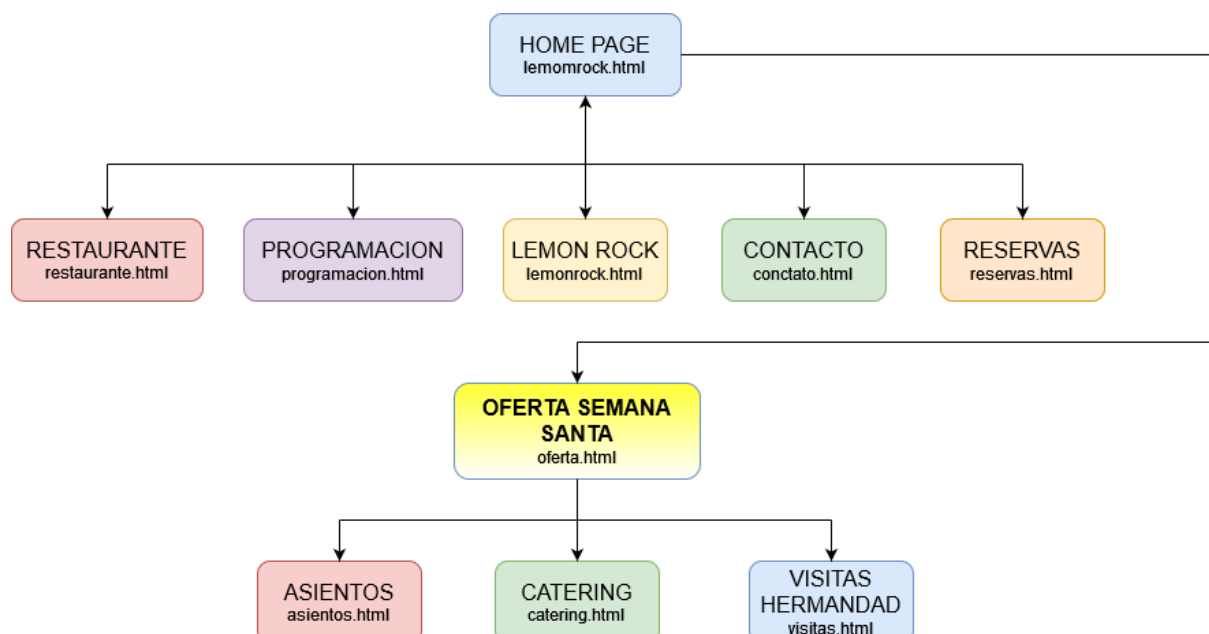 HOME PAGE
lemomrock.html
RESTAURANTE
restaurante.html
PROGRAMACION
programacion.html
LEMON ROCK
lemonrock.html
CONTACTO
conctato.html
RESERVAS
reservas.html
OFERTA SEMANA
SANTA
oferta.html
ASIENTOS
asientos.html
CATERING
catering.html
VISITAS
HERMANDAD
visitas.html